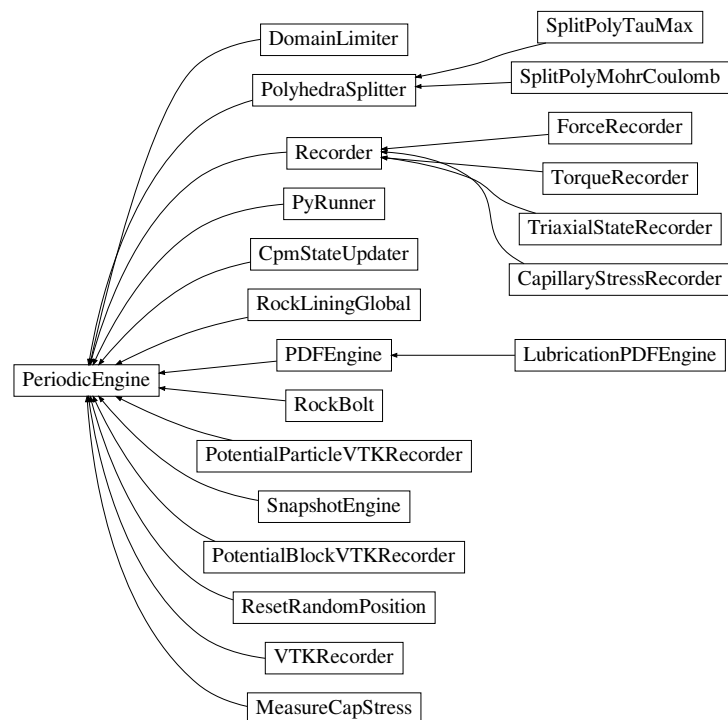 SplitPolyTauMax
DomainLimiter
SplitPolyMohrCoulomb
PolyhedraSplitter
ForceRecorder
Recorder
TorqueRecorder
PyRunner
TriaxialStateRecorder
CpmStateUpdater
CapillaryStressRecorder
RockLiningGlobal
PDFEngine
LubricationPDFEngine
PeriodicEngine
RockBolt
PotentialParticleVTKRecorder
SnapshotEngine
PotentialBlockVTKRecorder
ResetRandomPosition
VTKRecorder
MeasureCapStress